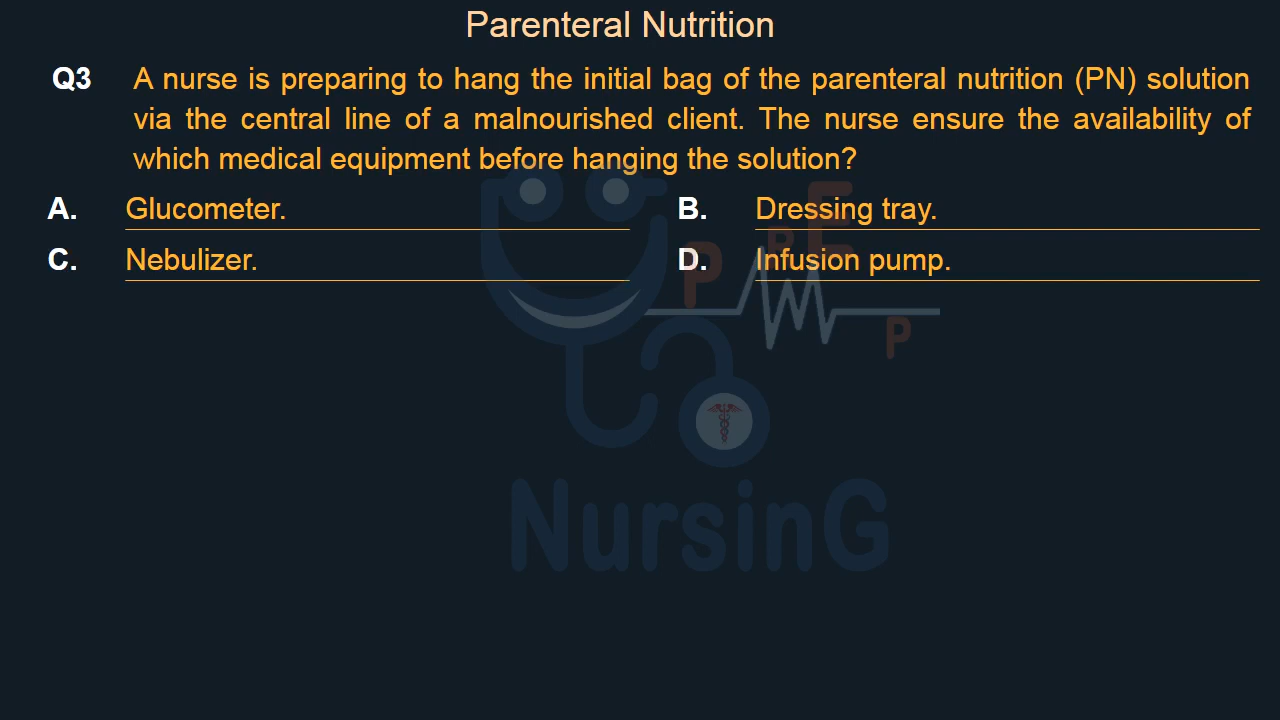 Parenteral Nutrition
Q3 A nurse is preparing to hang the initial bag of the parenteral nutrition (PN) solution
via the central line of a malnourished client. The nurse ensure the availability of
which medical equipment before hanging the solution?
A. Glucometer. B. Dressing tray.
C. Nebulizer. D. Infusion pump.
P P E P
NursinG